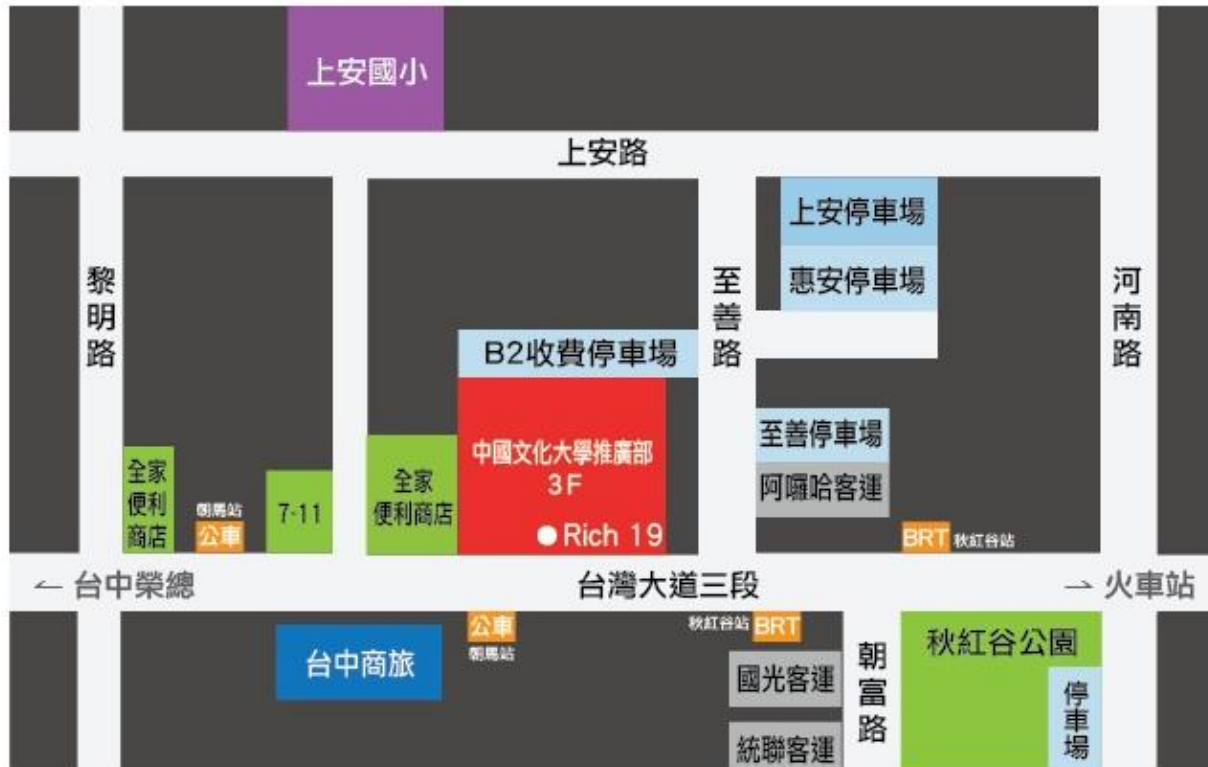 上安國小
上安路
黎明路
至善路
河南路
上安停車場
惠安停車場
B2收費停車場
中國文化大學推廣部
3F
Rich 19
至善停車場
阿囉哈客運
全家
便利
商店
朝馬站
公車
7-11
全家
便利商店
BRT 秋紅谷站
← 台中榮總
台灣大道三段
→ 火車站
台中商旅
公車
朝馬站
秋紅谷站 BRT
國光客運
統聯客運
朝富路
秋紅谷公園
停車場